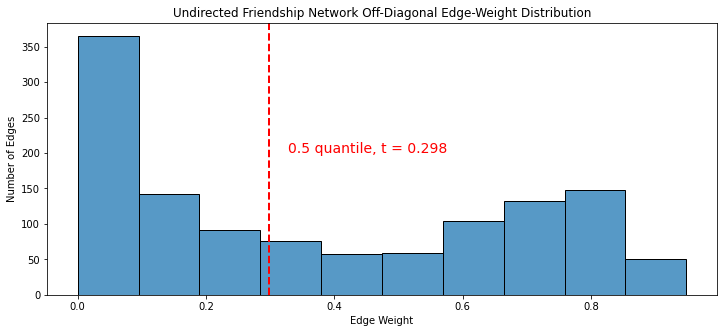 Undirected Friendship Network Off-Diagonal Edge-Weight Distribution
350
300
250
200
150
100
50
0
Number of Edges
0.5 quantile, t = 0.298
0.0 0.2 0.4 0.6 0.8
Edge Weight